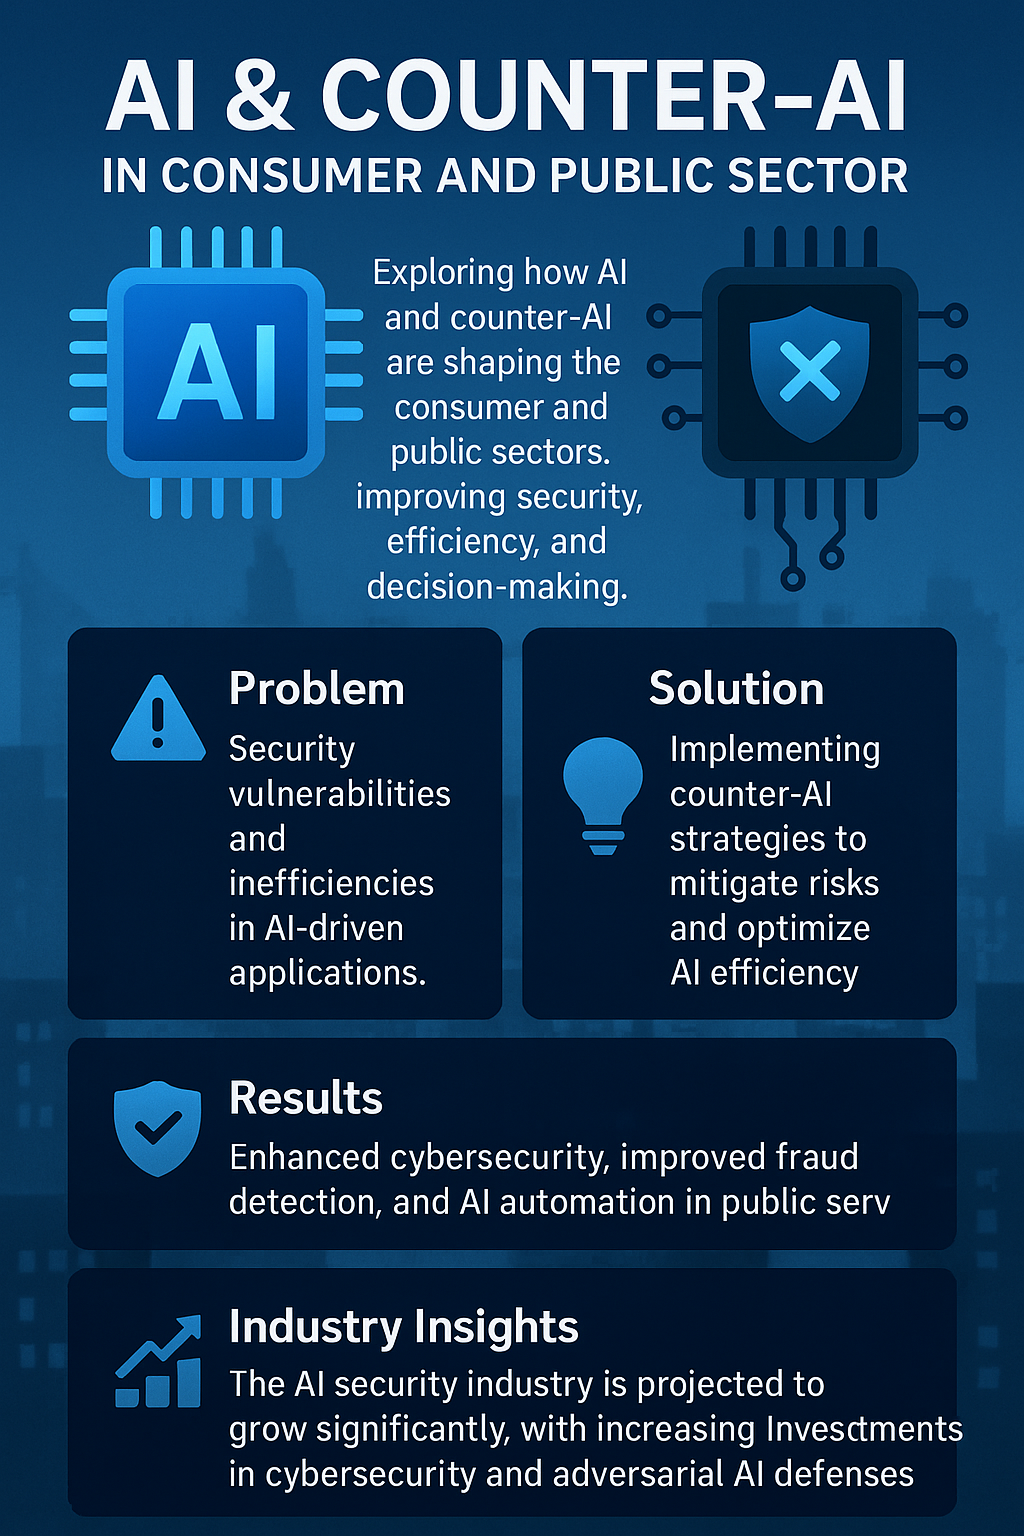 AI & COUNTER-AI
IN CONSUMER AND PUBLIC SECTOR
AI
Exploring how AI
and counter-AI
are shaping the
consumer and
public sectors.
improving security,
efficiency, and
decision-making.
Problem
Security
vulnerabilities
and
inefficiencies
in AI-driven
applications.
Solution
Implementing
counter-AI
strategies to
mitigate risks
and optimize
AI efficiency
Results
Enhanced cybersecurity, improved fraud
detection, and AI automation in public serv
Industry Insights
The AI security industry is projected to
grow significantly, with increasing Invesctments
in cybersecurity and adversarial AI defenses